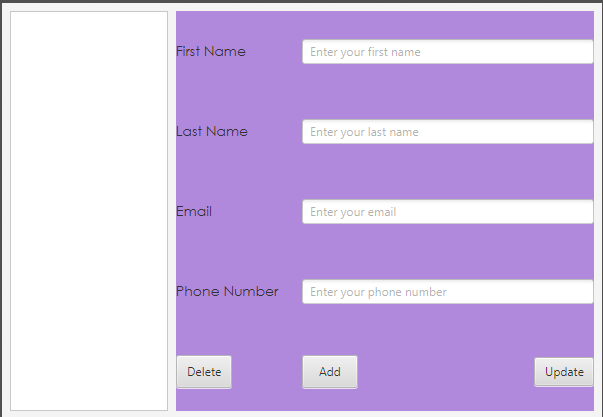 First Name Enter your first name
Last Name Enter your last name
Email Enter your email
Phone Number Enter your phone number
Delete Add Update